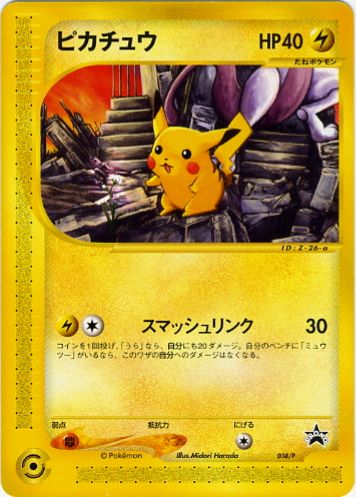 ピカチュウ HP40
たねポケモン
ID:Z-26-a
スマッシュリンク 30
コインを1回投げ、「うら」なら、自分にも20ダメージ。自分のベンチに「ミュウ
ツー」がいるなら、このワザの自分へのダメージはなくなる。
弱点 抵抗力 にげる
©Pokémon Illus.Midori Harada 038/P
PROMO